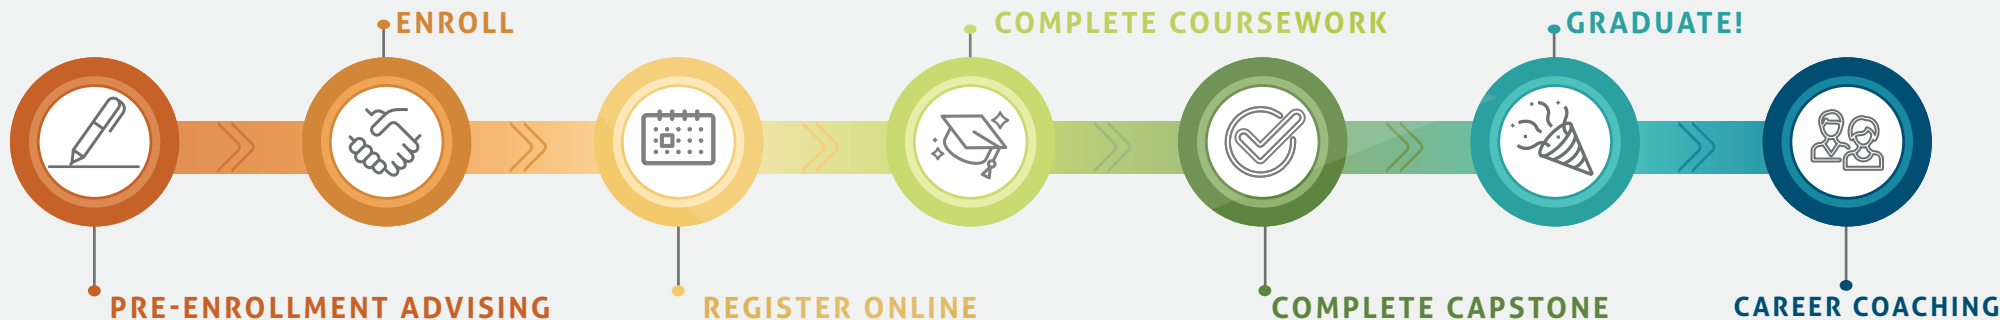 ENROLL
COMPLETE COURSEWORK
GRADUATE!
PRE-ENROLLMENT ADVISING
REGISTER ONLINE
COMPLETE CAPSTONE
CAREER COACHING